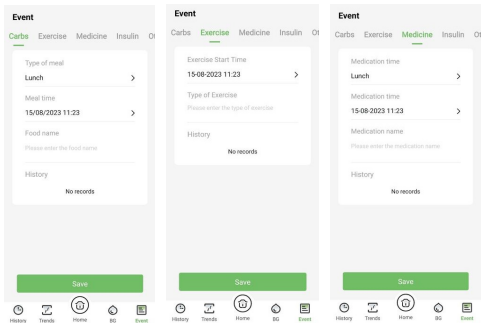 Event
Carbs Exercise Medicine Insulin Ot
Type of meal
Lunch
Meal time
15/08/2023 11:23
Food name
Please enter the food name
History
No records
Save
History Trends Home BG Event
Event
Carbs Exercise Medicine Insulin Ot
Exercise Start Time
15-08-2023 11:23
Type of Exercise
Please enter the type of exercise
History
No records
Save
History Trends Home BG Event
Event
Carbs Exercise Medicine Insulin O
Medication time
Lunch
Medication time
15-08-2023 11:23
Medication name
Please enter the medication name
History
No records
Save
History Trends Home BG Event